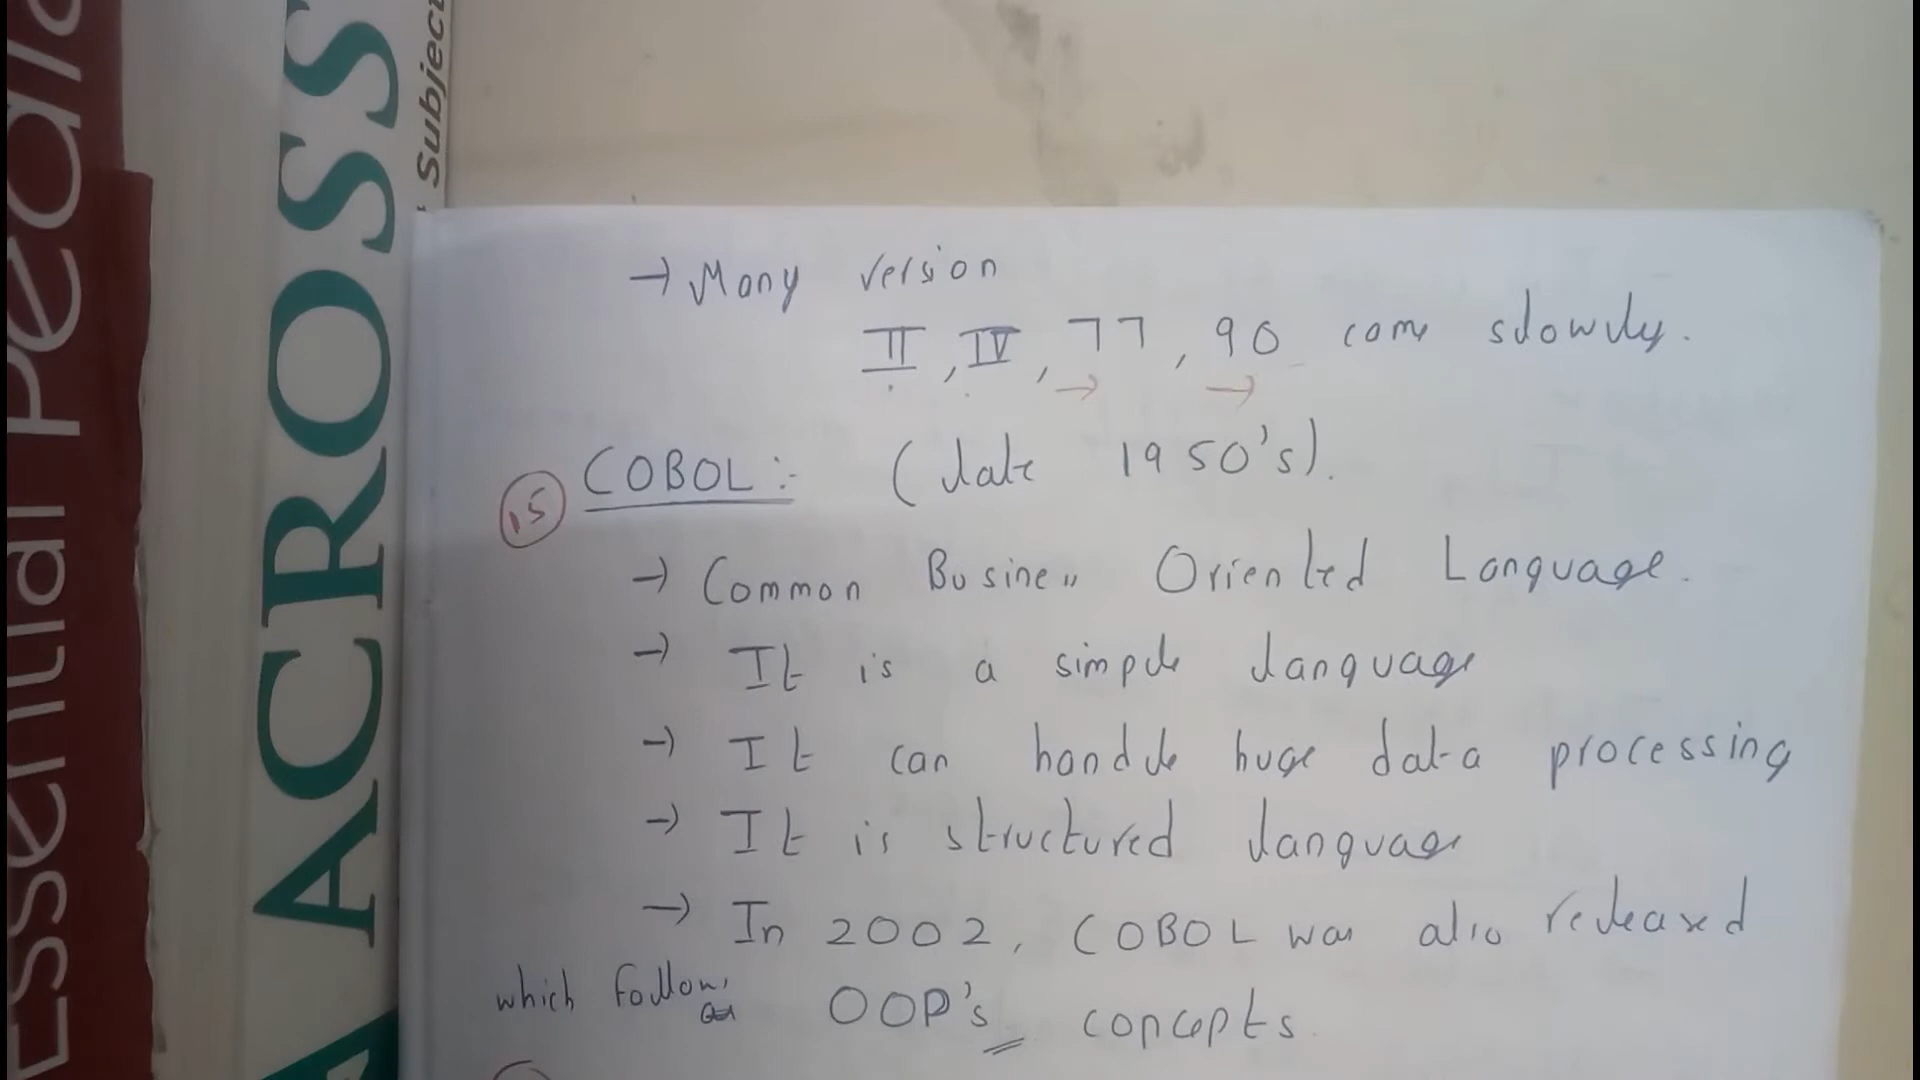 Essential Pedia
ACROSS
Subject
→ Many version
II, IV, 77, 90 come slowly.
→ →
15 COBOL:- (late 1950's).
→ Common Business Oriented Language.
→ It is a simple language
→ It can handle huge data processing
→ It is structured language
→ In 2002, COBOL was also released
which follows OOP's concepts.